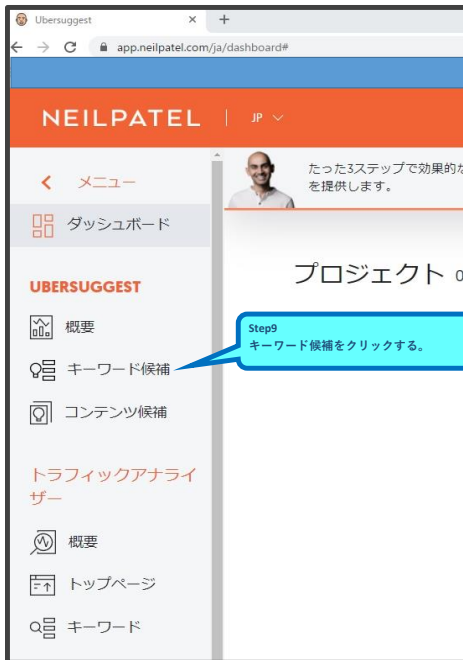 Ubersuggest
app.neilpatel.com/ja/dashboard#
NEILPATEL
JP
メニュー
たった3ステップで効果的な
を提供します。
ダッシュボード
プロジェクト 0
UBERSUGGEST
概要
Step9
キーワード候補をクリックする。
キーワード候補
コンテンツ候補
トラフィックアナライ
ザー
概要
トップページ
キーワード